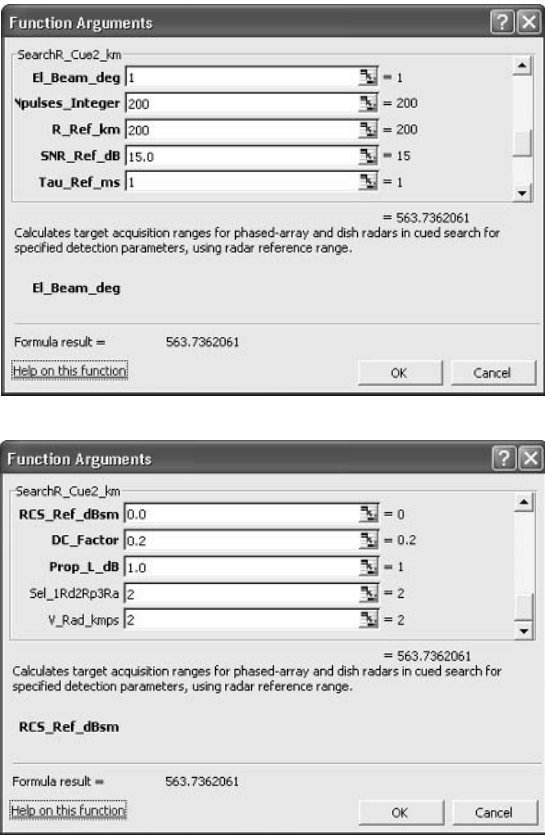 Function Arguments
SearchR_Cue2_km
El_Beam_deg 1 = 1
Npulses_Integer 200 = 200
R_Ref_km 200 = 200
SNR_Ref_dB 15.0 = 15
Tau_Ref_ms 1 = 1
= 563.7362061
Calculates target acquisition ranges for phased-array and dish radars in cued search for
specified detection parameters, using radar reference range.
El_Beam_deg
Formula result = 563.7362061
Help on this function OK Cancel
Function Arguments
SearchR_Cue2_km
RCS_Ref_dBsm 0.0 = 0
DC_Factor 0.2 = 0.2
Prop_L_dB 1.0 = 1
Sel_1Rd2Rp3Ra 2 = 2
V_Rad_kmps 2 = 2
= 563.7362061
Calculates target acquisition ranges for phased-array and dish radars in cued search for
specified detection parameters, using radar reference range.
RCS_Ref_dBsm
Formula result = 563.7362061
Help on this function OK Cancel